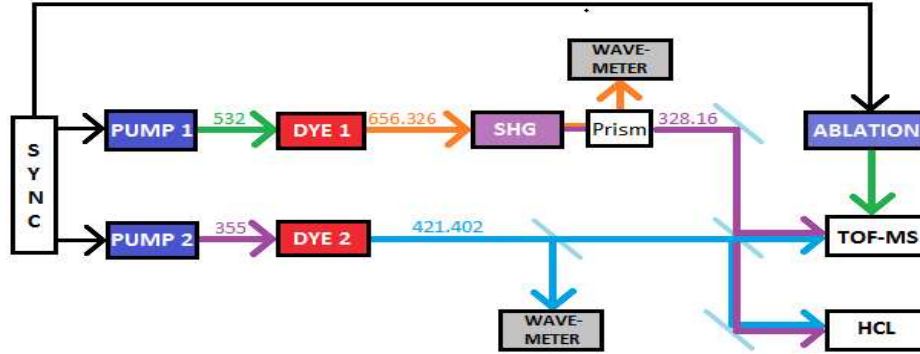 WAVE-
METER
PUMP 1
532
DYE 1
656.326
SHG
Prism
328.16
ABLATION
S
Y
N
C
PUMP 2
355
DYE 2
421.402
TOF-MS
WAVE-
METER
HCL